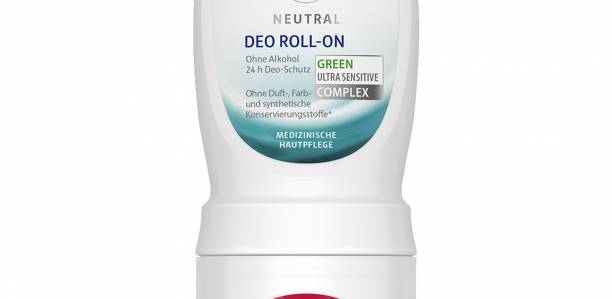 NEUTRAL
DEO ROLL-ON
Ohne Alkohol
24 h Deo-Schutz
GREEN
ULTRA SENSITIVE
COMPLEX
Ohne Duft-, Farb-
und synthetische
Konservierungsstoffe*
MEDIZINISCHE
HAUTPFLEGE